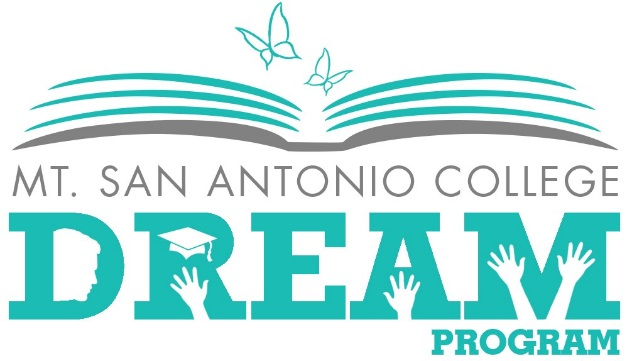 MT. SAN ANTONIO COLLEGE
DREAM
PROGRAM